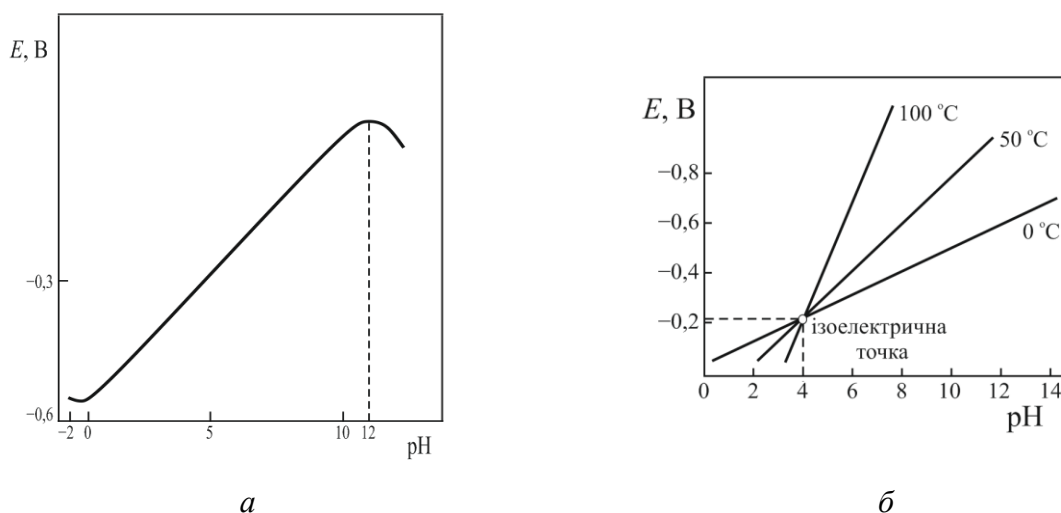 E, В
−0,3
−0,6
−2 0 5 10 12
pH
а
E, В
−0,8
−0,6
−0,4
−0,2
100 °C
50 °C
0 °C
ізоелектрична
точка
0 2 4 6 8 10 12 14
pH
б